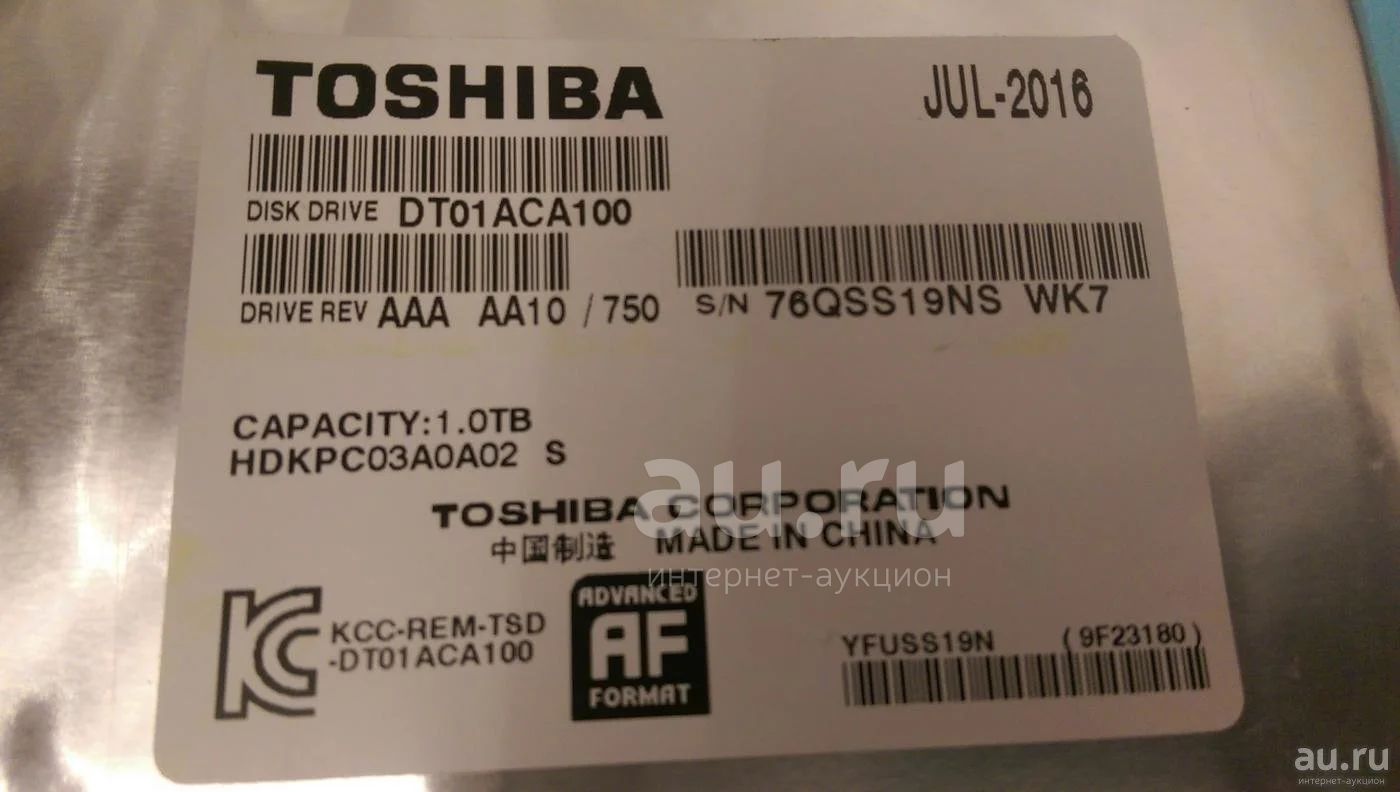 TOSHIBA
JUL-2016
DISK DRIVE DT01ACA100
DRIVE REV AAA AA10 / 750
S/N 76QSS19NS WK7
CAPACITY:1.0TB
HDKPC03A0A02 S
TOSHIBA CORPORATION
中国制造 MADE IN CHINA
au.ru
интернет-аукцион
KC
KCC-REM-TSD
-DT01ACA100
ADVANCED
AF
FORMAT
YFUSS19N (9F23180)
au.ru
интернет-аукцион